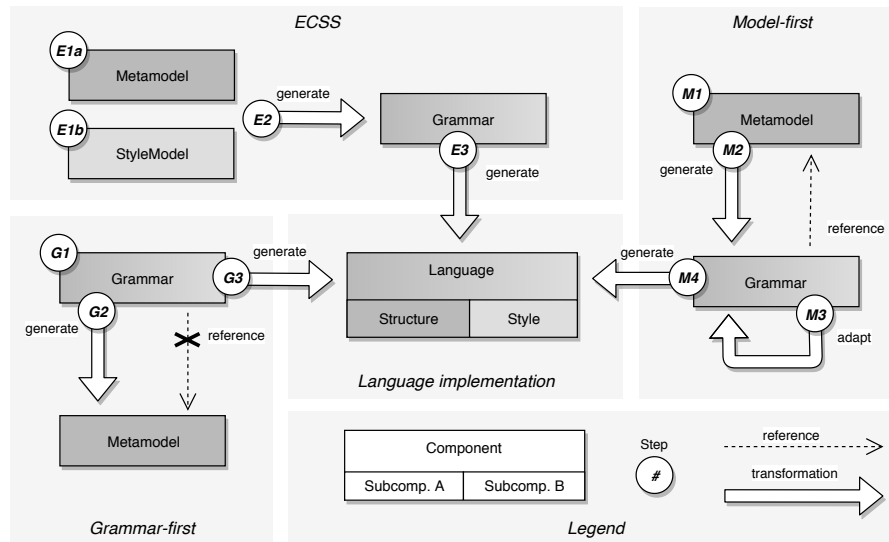 ECSS
E1a
Metamodel
E1b
StyleModel
E2
generate
Grammar
E3
generate
Model-first
M1
Metamodel
M2
generate
reference
M4
generate
Grammar
M3
adapt
G1
Grammar
G3
generate
G2
generate
reference
Metamodel
Grammar-first
Language
Structure
Style
Language implementation
Component
Subcomp. A
Subcomp. B
Step
#
reference
transformation
Legend